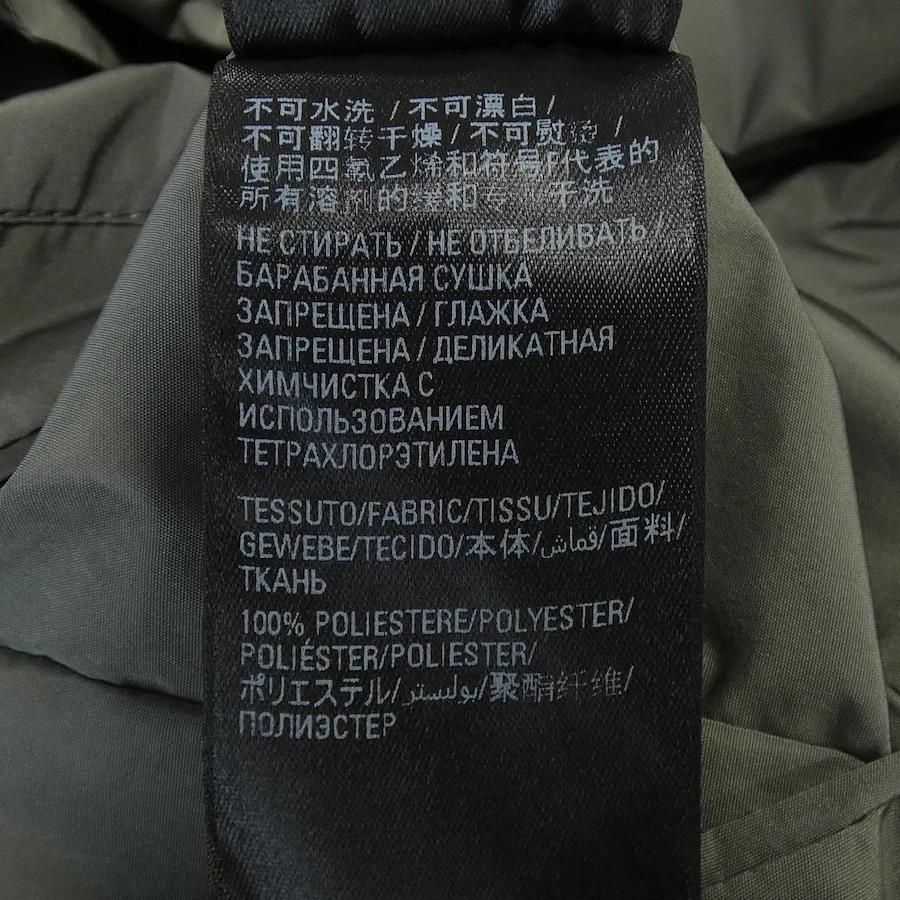 不可水洗 / 不可漂白 /
不可翻转干燥 / 不可熨烫 /
使用四氯乙烯和符号P代表的
所有溶剂的缓和专业干洗
НЕ СТИРАТЬ / НЕ ОТБЕЛИВАТЬ /
БАРАБАННАЯ СУШКА
ЗАПРЕЩЕНА / ГЛАЖКА
ЗАПРЕЩЕНА / ДЕЛИКАТНАЯ
ХИМЧИСТКА С
ИСПОЛЬЗОВАНИЕМ
ТЕТРАХЛОРЭТИЛЕНА
TESSUTO/FABRIC/TISSU/TEJIDO/
GEWEBE/TECIDO/本体/قماش/面料/
ТКАНЬ
100% POLIESTERE/POLYESTER/
POLIÉSTER/POLIESTER/
ポリエステル/بوليستر/聚酯纤维/
ПОЛИЭСТЕР